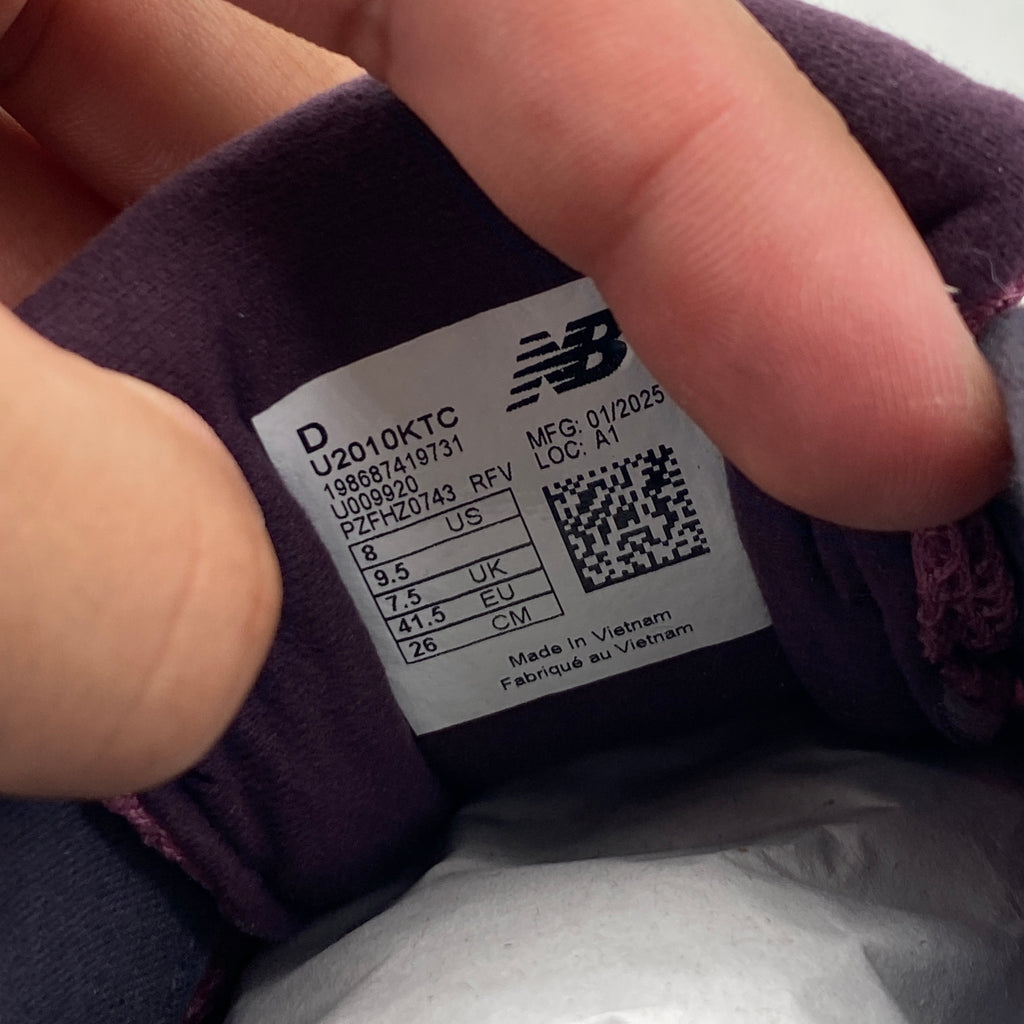 NB
D
U2010KTC
198687419731
U009920
PZFHZ0743 RFV
MFG: 01/2025
LOC: A1
8 US
9.5
7.5 UK
41.5 EU
26 CM
Made In Vietnam
Fabriqué au Vietnam